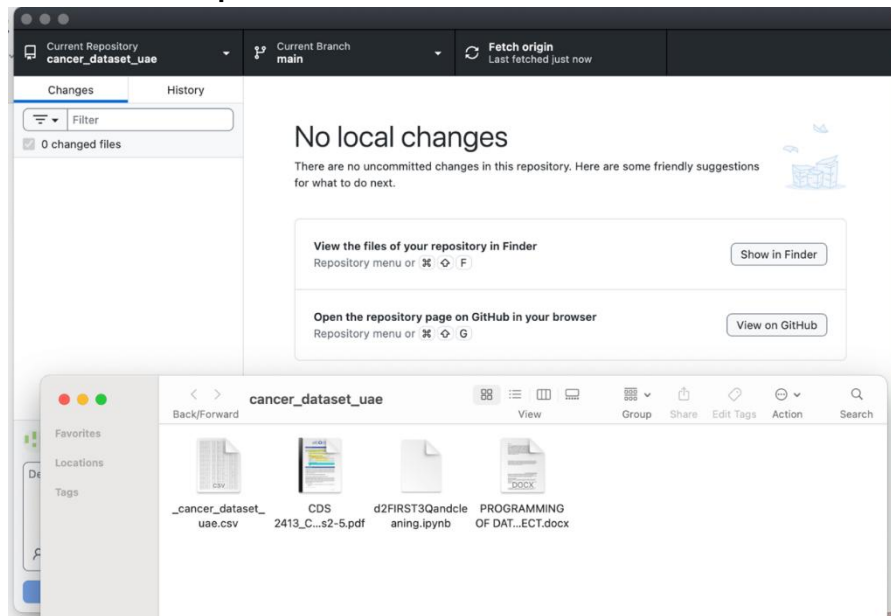 Current Repository
cancer_dataset_uae
Current Branch
main
Fetch origin
Last fetched just now
Changes
History
Filter
0 changed files
No local changes
There are no uncommitted changes in this repository. Here are some friendly suggestions
for what to do next.
View the files of your repository in Finder
Repository menu or ⌘ ⇧ F
Show in Finder
Open the repository page on GitHub in your browser
Repository menu or ⌘ ⇧ G
View on GitHub
Back/Forward
cancer_dataset_uae
View
Group
Share
Edit Tags
Action
Search
Favorites
Locations
Tags
De
CSV
_cancer_dataset_
uae.csv
CDS
2413_C...s2-5.pdf
d2FIRST3Qandcle
aning.ipynb
DOCX
PROGRAMMING
OF DAT...ECT.docx